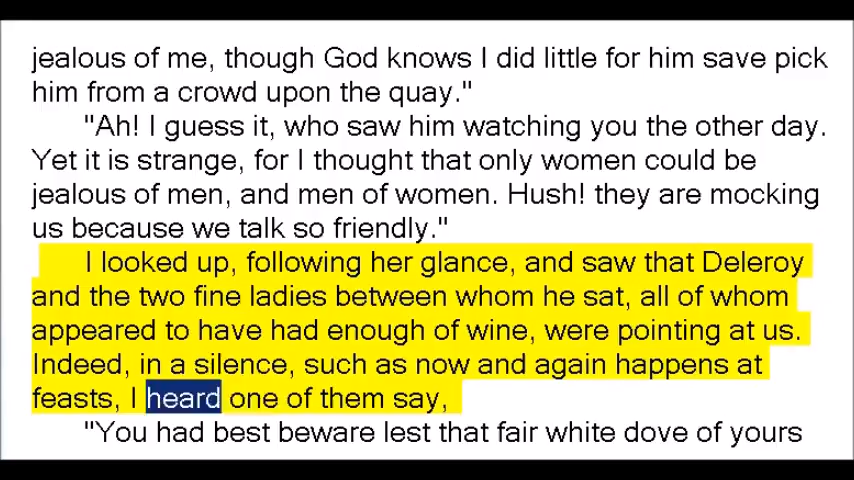 jealous of me, though God knows I did little for him save pick
him from a crowd upon the quay."
"Ah! I guess it, who saw him watching you the other day.
Yet it is strange, for I thought that only women could be
jealous of men, and men of women. Hush! they are mocking
us because we talk so friendly."
I looked up, following her glance, and saw that Deleroy
and the two fine ladies between whom he sat, all of whom
appeared to have had enough of wine, were pointing at us.
Indeed, in a silence, such as now and again happens at
feasts, I heard one of them say,
"You had best beware lest that fair white dove of yours